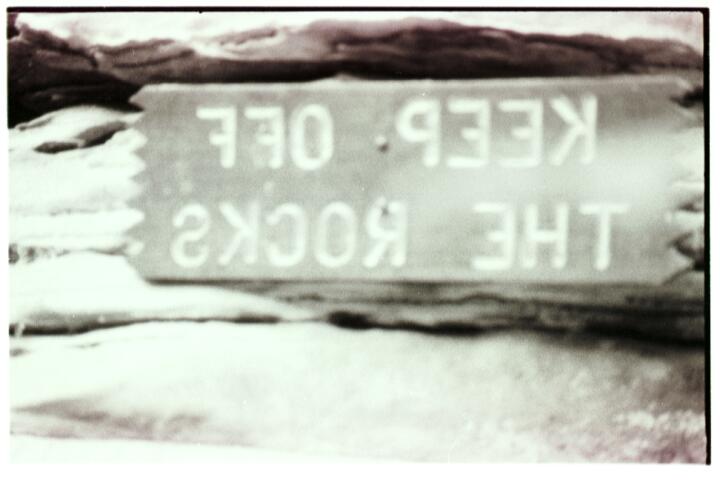 KEEP OFF
THE ROCKS